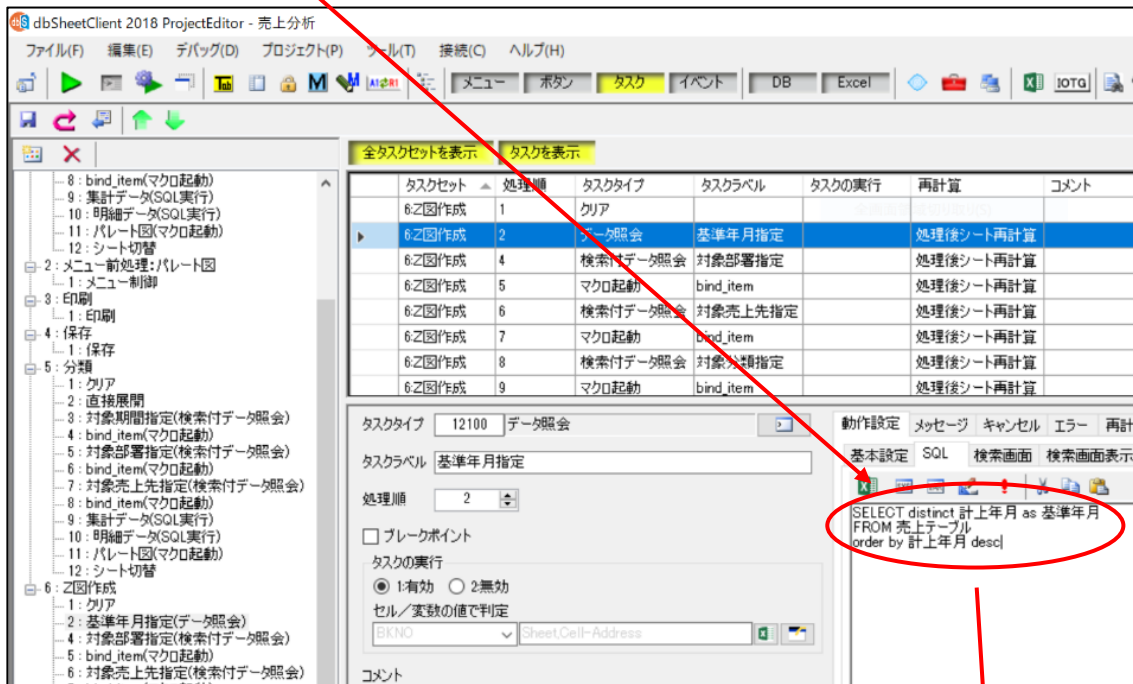 dbSheetClient 2018 ProjectEditor - 売上分析
ファイル(F) 編集(E) デバッグ(D) プロジェクト(P) ツール(T) 接続(C) ヘルプ(H)
Tab M A1⇄R1 メニュー ボタン タスク イベント DB Excel IOTG
全タスクセットを表示 タスクを表示
8 : bind_item(マクロ起動)
9 : 集計データ(SQL実行)
10 : 明細データ(SQL実行)
11 : パレート図(マクロ起動)
12 : シート切替
2 : メニュー前処理:パレート図
1 : メニュー制御
3 : 印刷
1 : 印刷
4 : 保存
1 : 保存
5 : 分類
1 : クリア
2 : 直接展開
3 : 対象期間指定(検索付データ照会)
4 : bind_item(マクロ起動)
5 : 対象部署指定(検索付データ照会)
6 : bind_item(マクロ起動)
7 : 対象売上先指定(検索付データ照会)
8 : bind_item(マクロ起動)
9 : 集計データ(SQL実行)
10 : 明細データ(SQL実行)
11 : パレート図(マクロ起動)
12 : シート切替
6 : Z図作成
1 : クリア
2 : 基準年月指定(データ照会)
4 : 対象部署指定(検索付データ照会)
5 : bind_item(マクロ起動)
6 : 対象売上先指定(検索付データ照会)
タスクセット 処理順 タスクタイプ タスクラベル タスクの実行 再計算 コメント
6:Z図作成 1 クリア
6:Z図作成 2 データ照会 基準年月指定 処理後シート再計算
6:Z図作成 4 検索付データ照会 対象部署指定 処理後シート再計算
6:Z図作成 5 マクロ起動 bind_item 処理後シート再計算
6:Z図作成 6 検索付データ照会 対象売上先指定 処理後シート再計算
6:Z図作成 7 マクロ起動 bind_item 処理後シート再計算
6:Z図作成 8 検索付データ照会 対象分類指定 処理後シート再計算
6:Z図作成 9 マクロ起動 bind_item 処理後シート再計算
タスクタイプ 12100 データ照会
タスクラベル 基準年月指定
処理順 2
ブレークポイント
タスクの実行
1:有効 2:無効
セル/変数の値で判定
BKNO Sheet,Cell-Address
コメント
動作設定 メッセージ キャンセル エラー 再計
基本設定 SQL 検索画面 検索画面表示
SELECT distinct 計上年月 as 基準年月
FROM 売上テーブル
order by 計上年月 desc